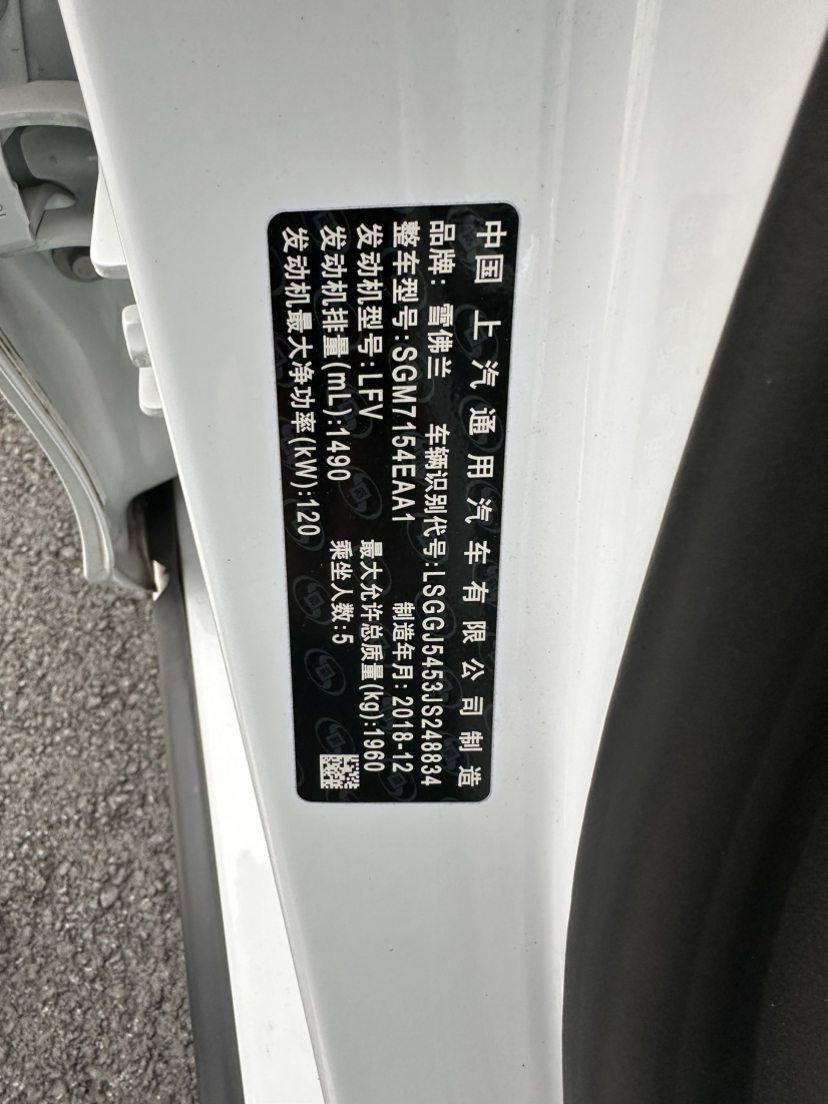 中国上汽通用汽车有限公司制造
品牌: 雪佛兰 车辆识别代号:LSGGJ5453JS248834
整车型号:SGM7154EAA1 制造年月: 2018-12
发动机型号:LFV 最大允许总质量(kg):1960
发动机排量(mL):1490 乘坐人数:5
发动机最大净功率(kW):120